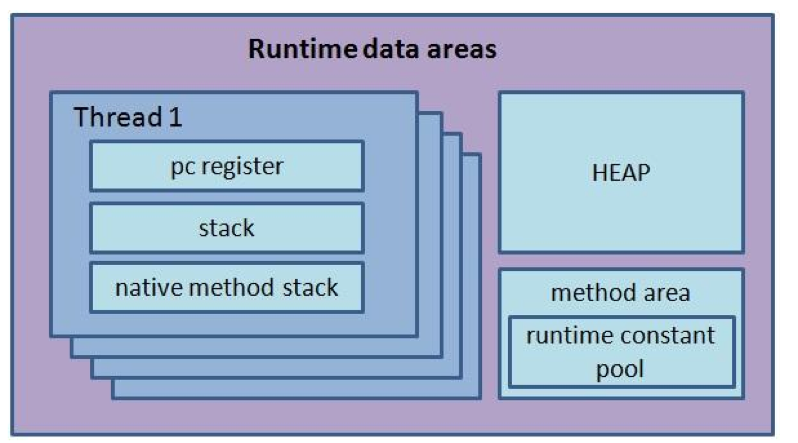 Runtime data areas
Thread 1
pc register
stack
native method stack
HEAP
method area
runtime constant
pool